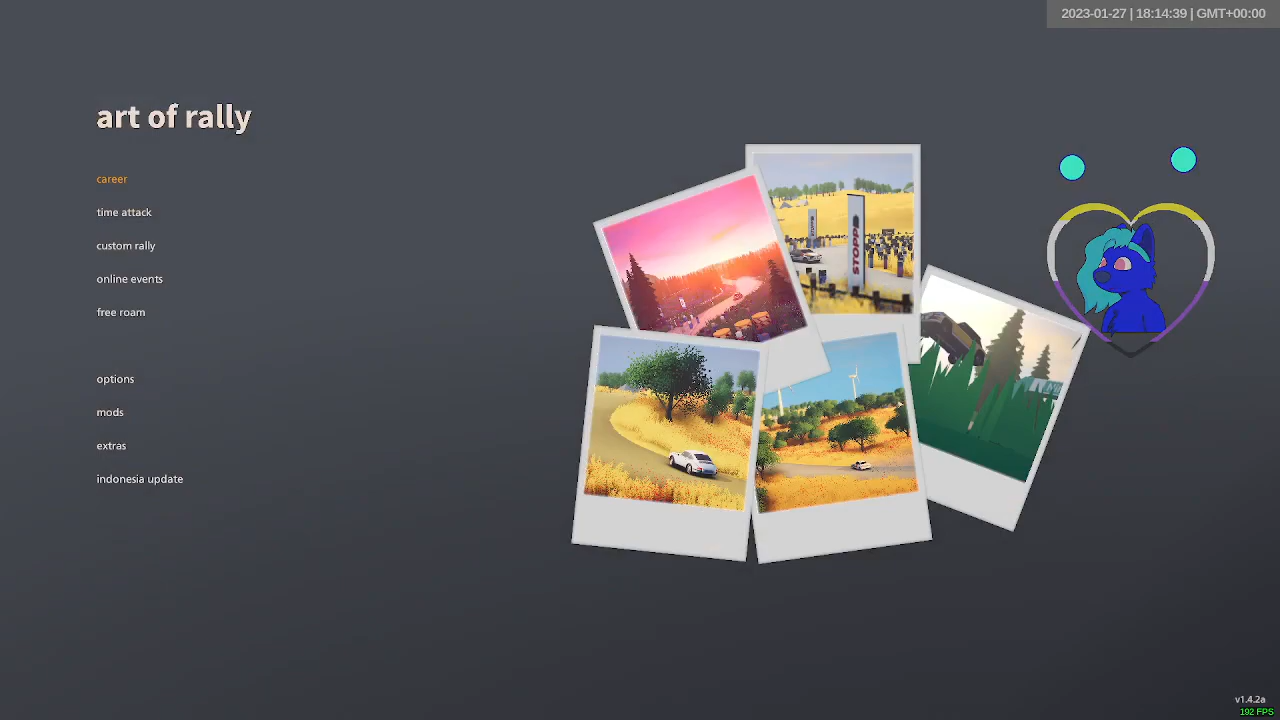 2023-01-27 | 18:14:39 | GMT+00:00
art of rally
career
time attack
custom rally
online events
free roam
options
mods
extras
indonesia update
STOPP
v1.4.2a
192 FPS